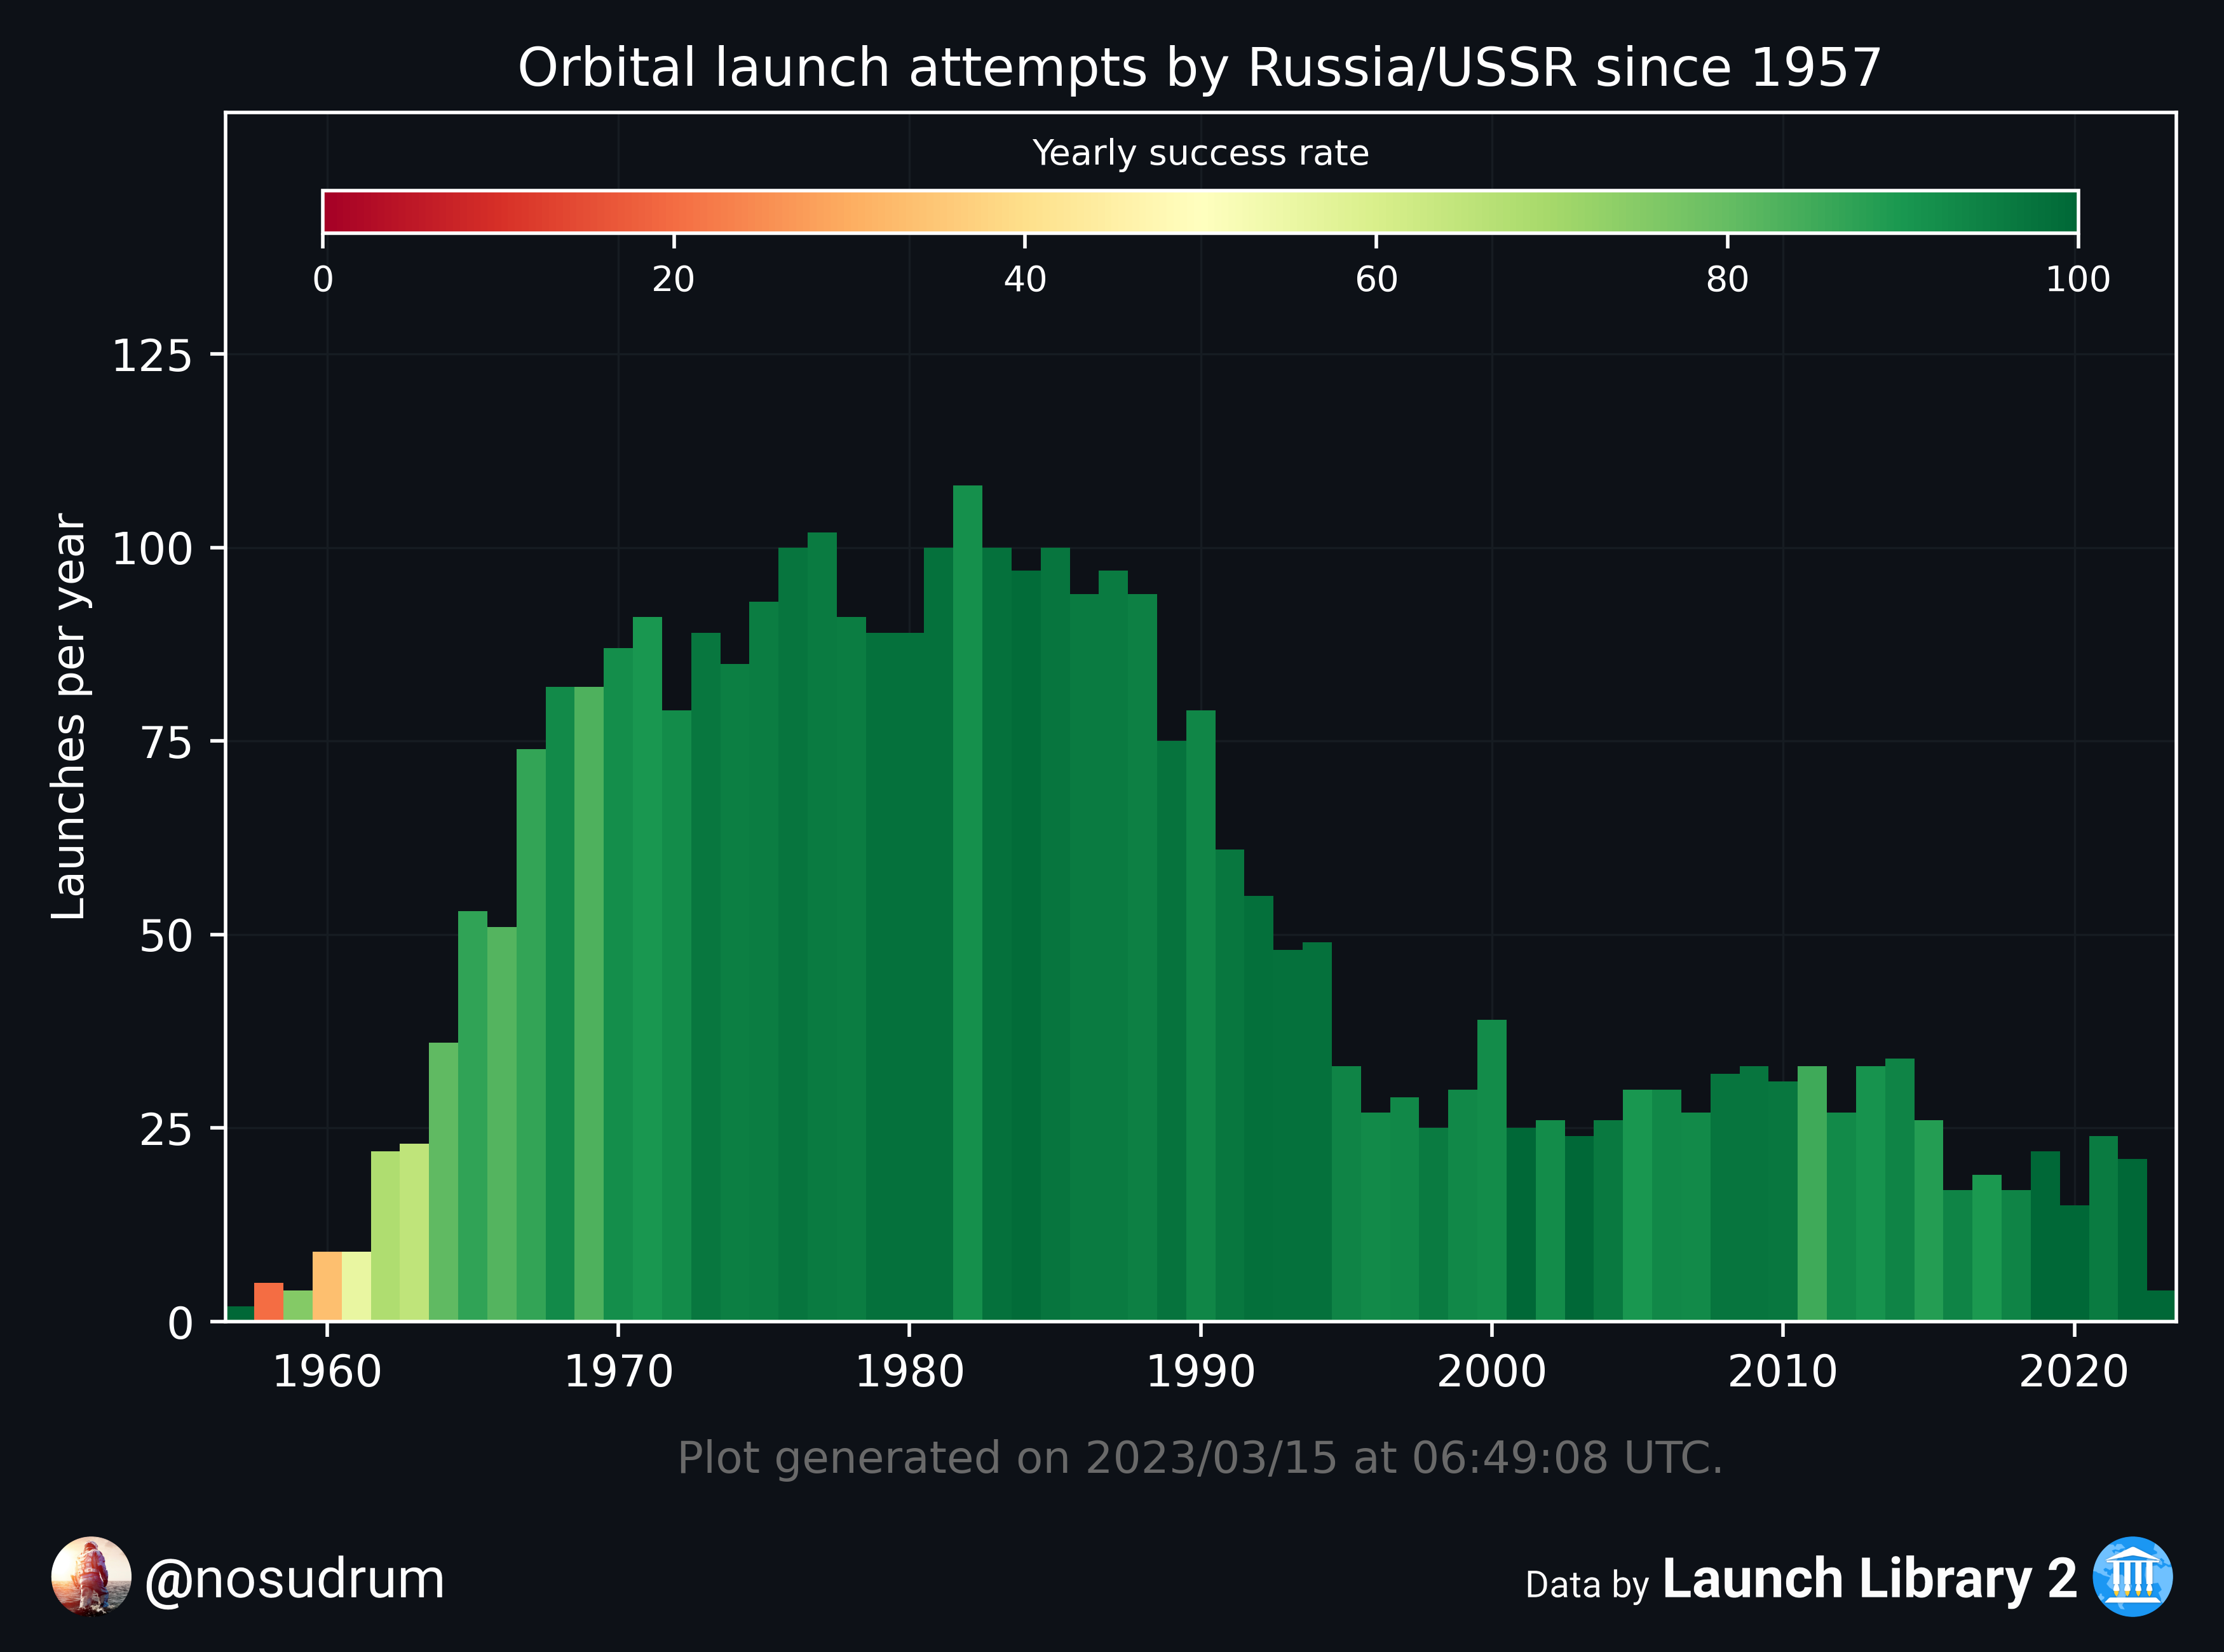 Orbital launch attempts by Russia/USSR since 1957
Yearly success rate
0 20 40 60 80 100
Launches per year
125
100
75
50
25
0
1960 1970 1980 1990 2000 2010 2020
Plot generated on 2023/03/15 at 06:49:08 UTC.
@nosudrum
Data by Launch Library 2